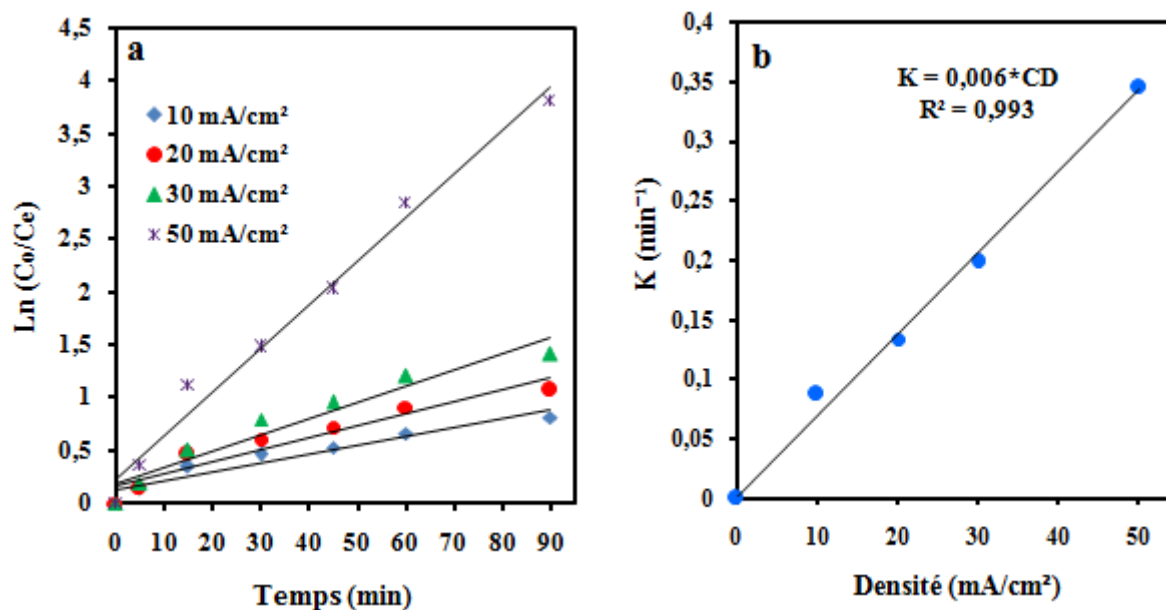 a
4,5
4
3,5
3
2,5
2
1,5
1
0,5
0
Ln (Co/Ce)
10 mA/cm²
20 mA/cm²
30 mA/cm²
50 mA/cm²
0 10 20 30 40 50 60 70 80 90
Temps (min)
b
0,4
0,35
0,3
0,25
0,2
0,15
0,1
0,05
0
K (min⁻¹)
K = 0,006*CD
R² = 0,993
0 10 20 30 40 50
Densité (mA/cm²)